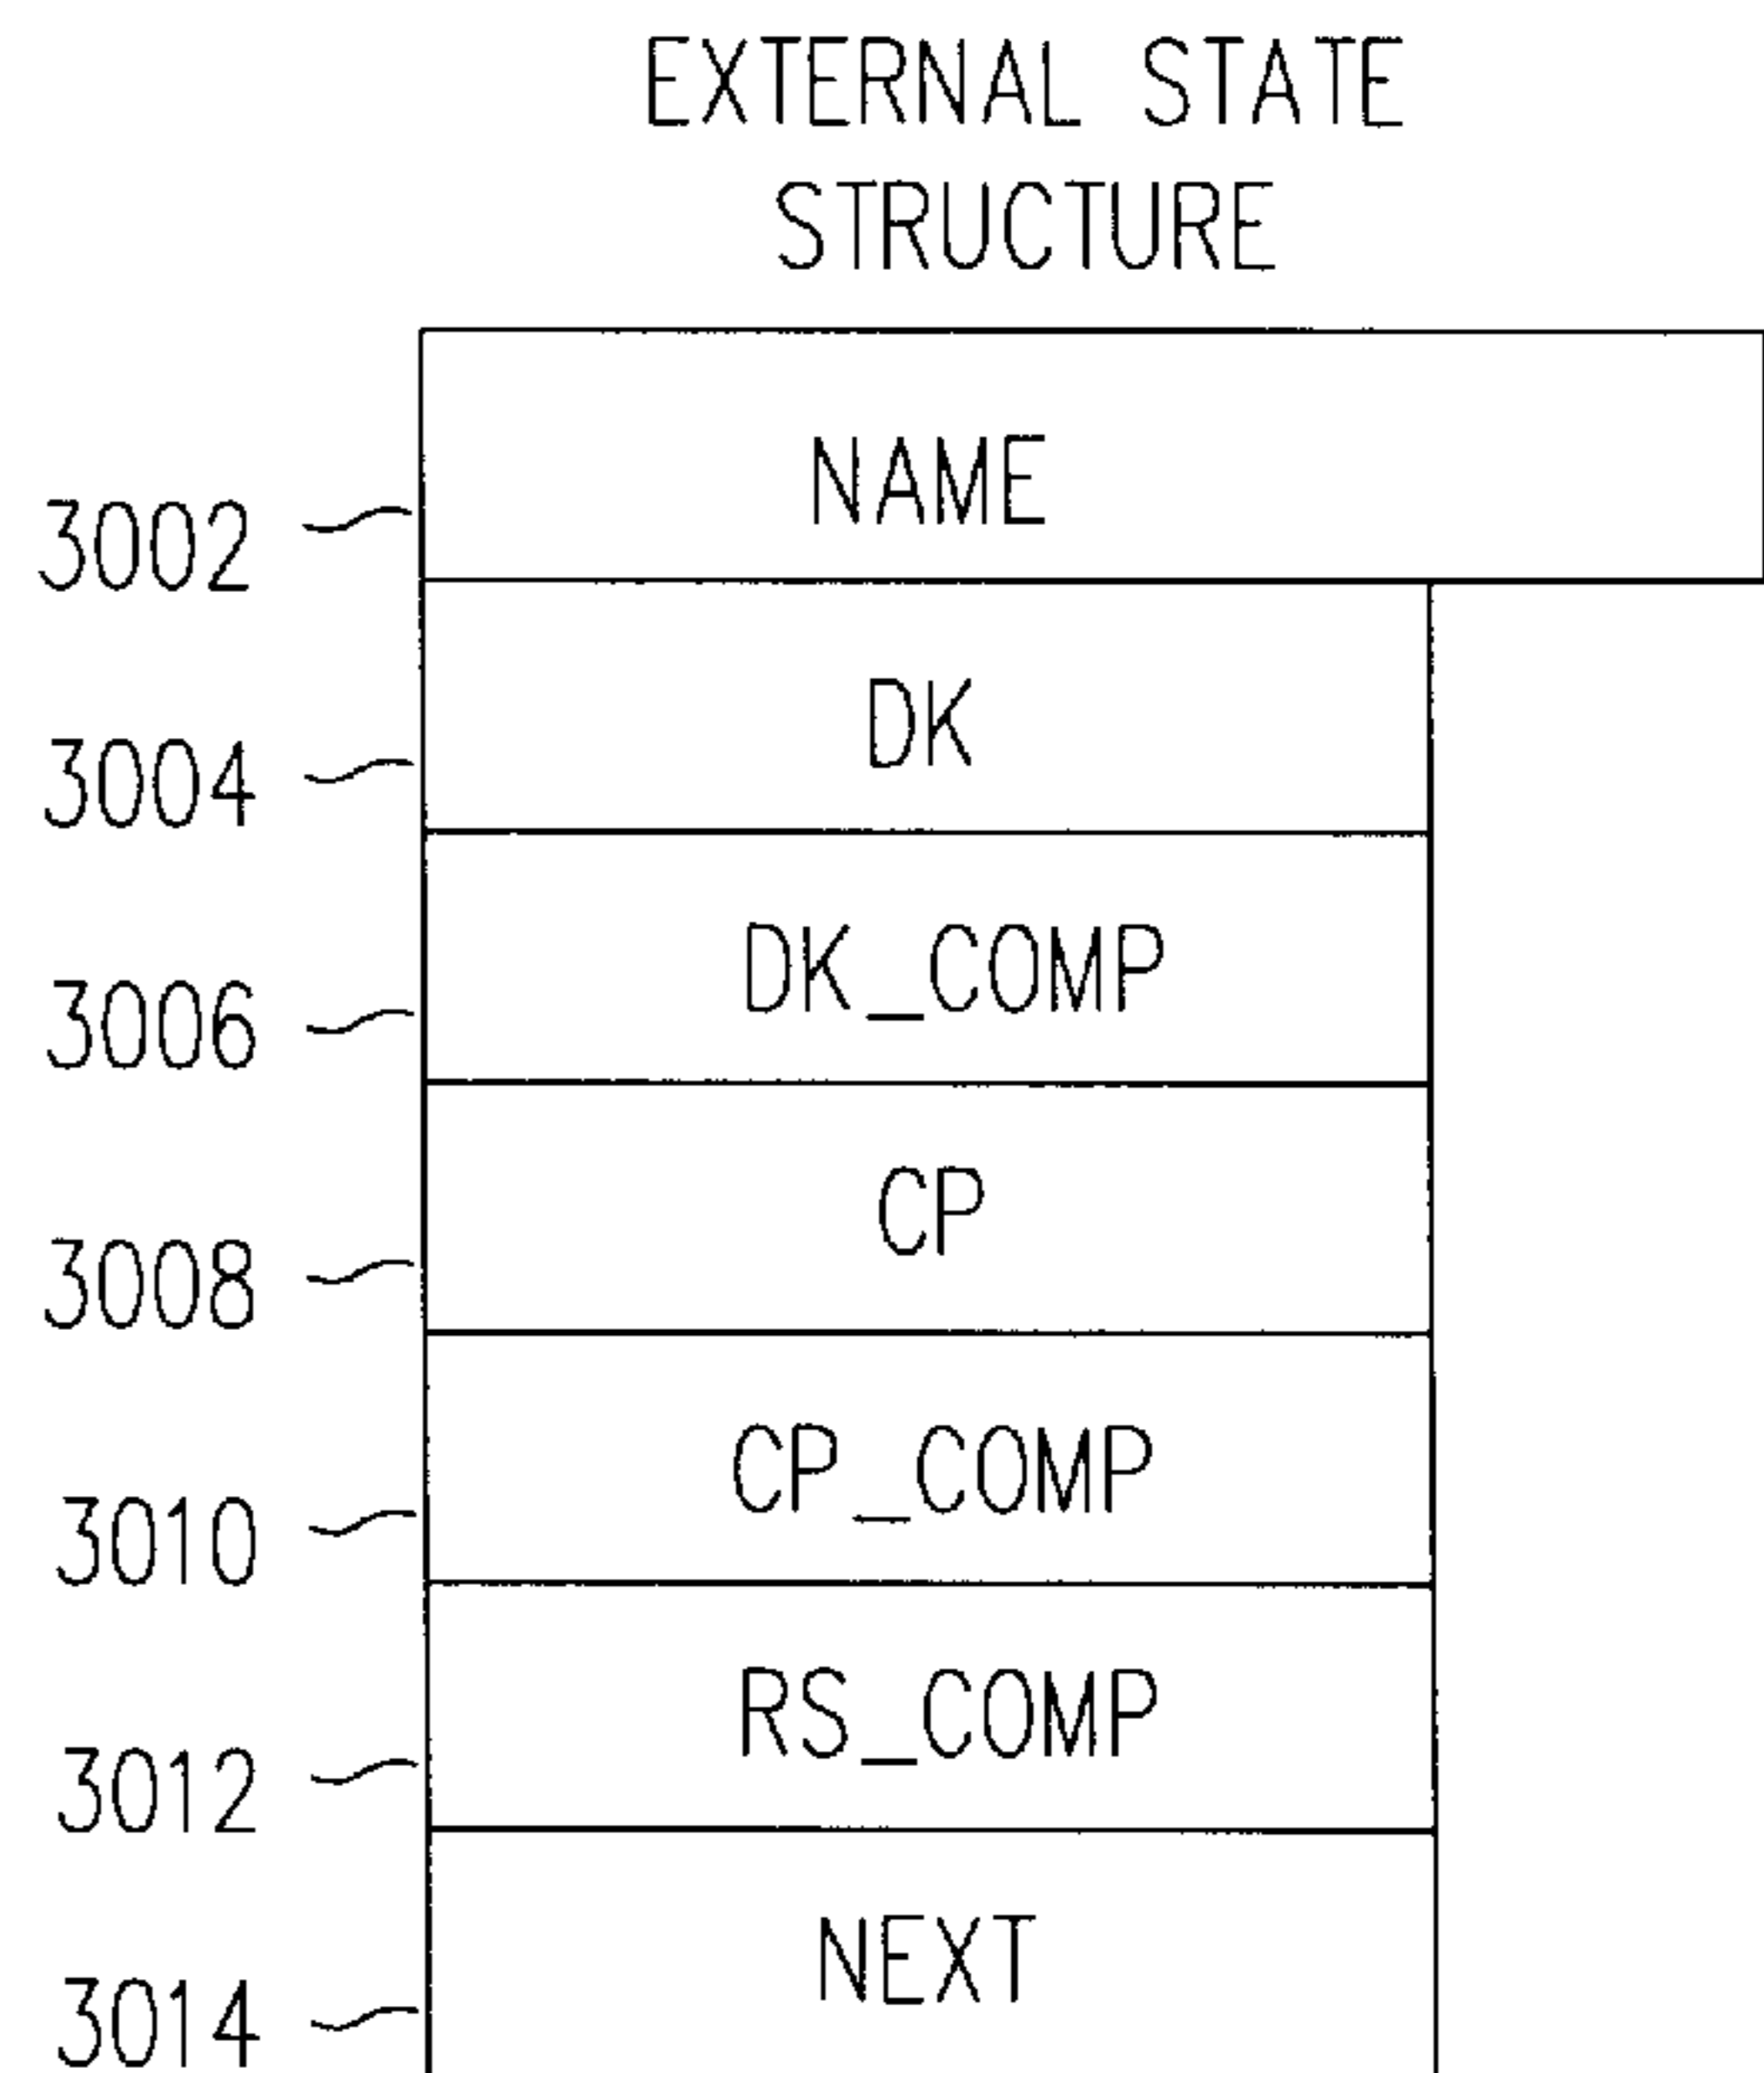 EXTERNAL STATE
STRUCTURE
3002 NAME
3004 DK
3006 DK_COMP
3008 CP
3010 CP_COMP
3012 RS_COMP
3014 NEXT